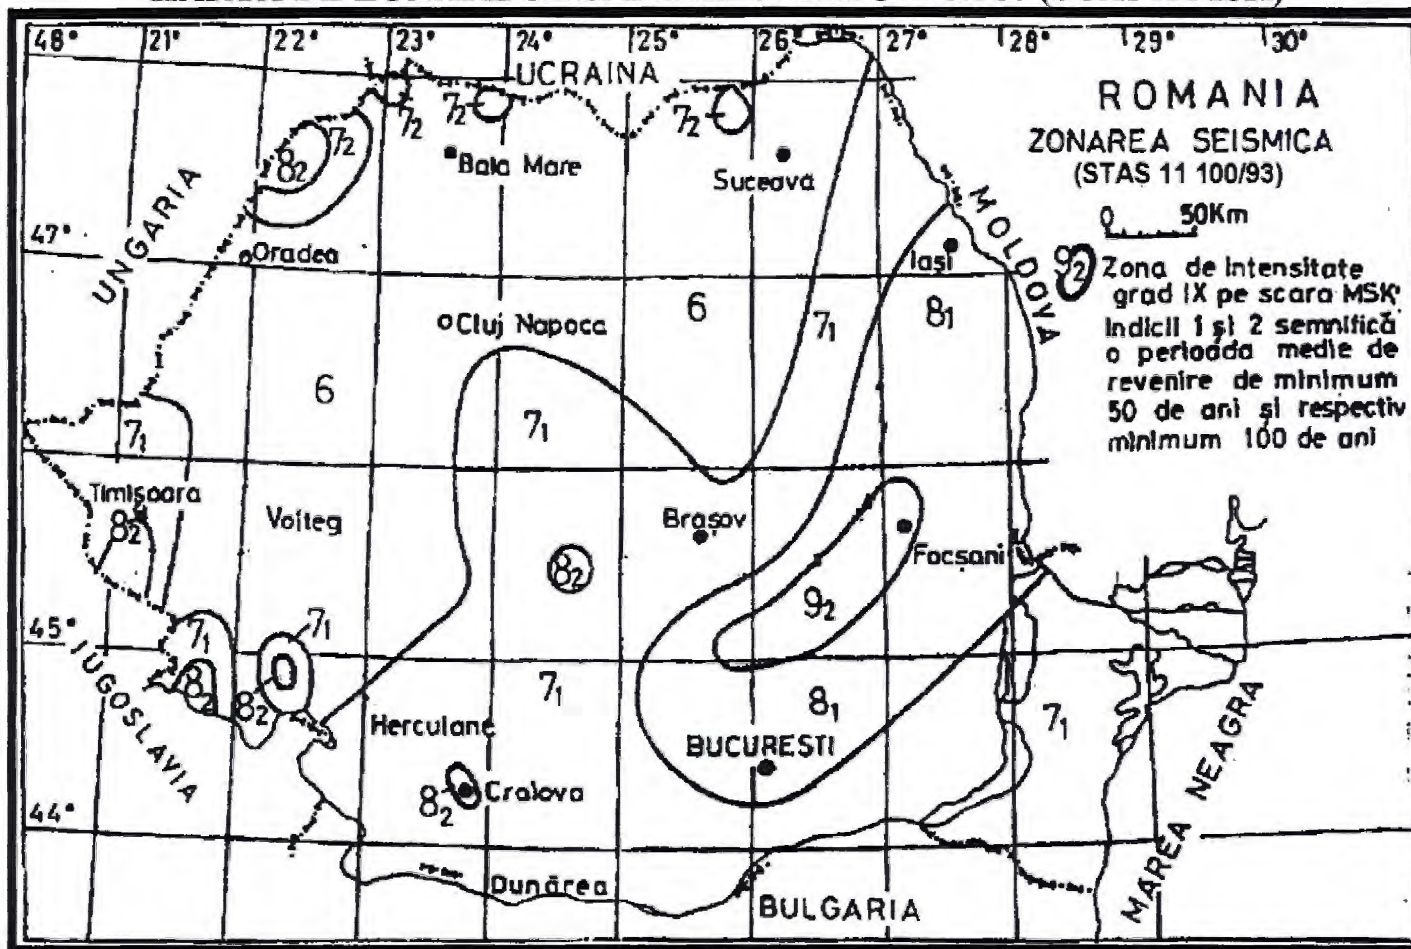 48° 21° 22° 23° 24° 25° 26° 27° 28° 29° 30°
UCRAINA
ROMANIA
ZONAREA SEISMICA
(STAS 11 100/93)
0 50Km
9₂ Zona de intensitate
grad IX pe scara MSK
Indicii 1 și 2 semnifică
o perioada medie de
revenire de minimum
50 de ani și respectiv
minimum 100 de ani
7₂ 7₂ 7₂
8₂ 7₂
Baia Mare
Suceava
UNGARIA
MOLDOVA
47°
Oradea
Iași
Cluj Napoca
6 7₁ 8₁
6
7₁ 7₁
Timișoara
8₂
Voiteg
Brașov
Focșani
8₂
9₂
45°
7₁ 7₁
8₂ 8₂
IUGOSLAVIA
7₁ 8₁ 7₁
Herculane
BUCURESTI
8₂ Craiova
44°
MAREA NEAGRA
Dunărea
BULGARIA